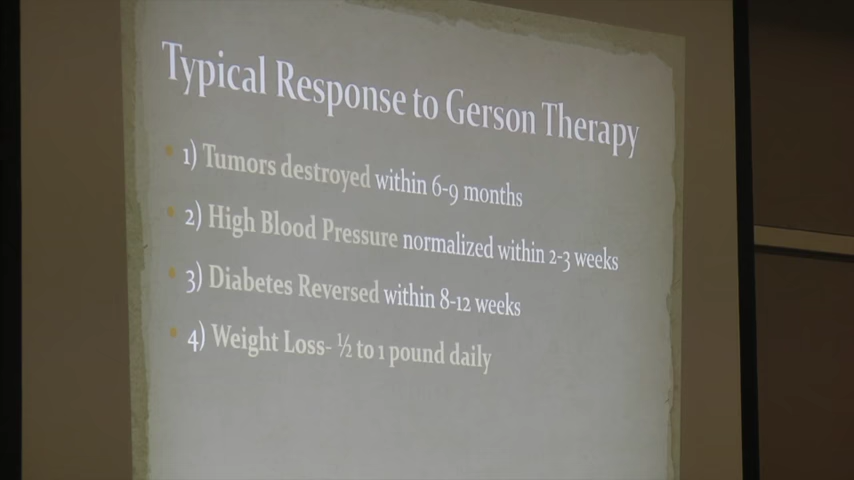 Typical Response to Gerson Therapy
1) Tumors destroyed within 6-9 months
2) High Blood Pressure normalized within 2-3 weeks
3) Diabetes Reversed within 8-12 weeks
4) Weight Loss- ½ to 1 pound daily